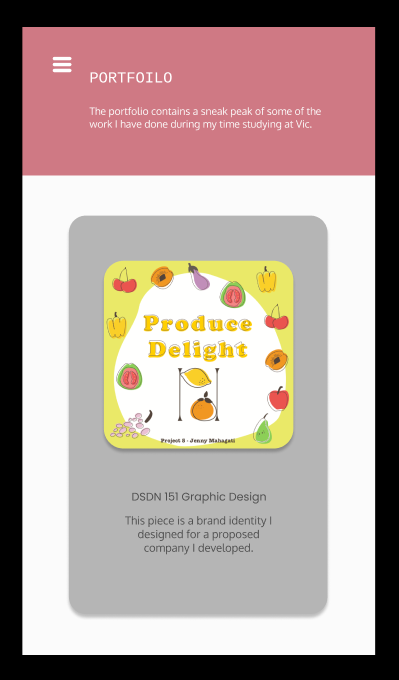 PORTFOILO
The portfolio contains a sneak peak of some of the
work I have done during my time studying at Vic.
Produce
Delight
Project 5 - Jenny Mahagati
DSDN 151 Graphic Design
This piece is a brand identity I
designed for a proposed
company I developed.